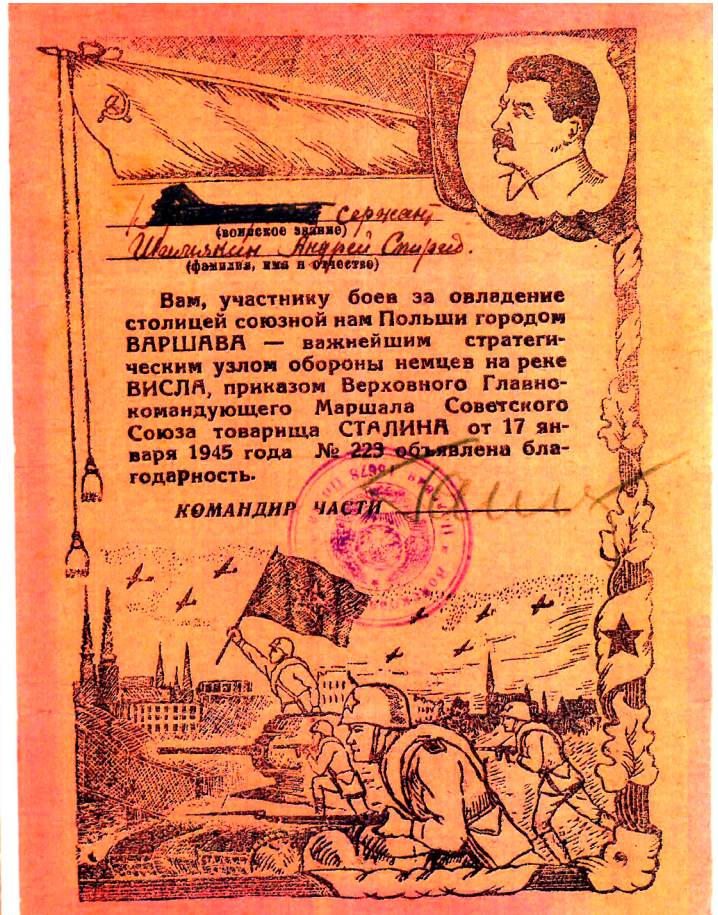 сержант
(воинское звание)
Андрей Спирид.
(фамилия, имя и отчество)
Вам, участнику боев за овладение
столицей союзной нам Польши городом
ВАРШАВА — важнейшим стратеги-
ческим узлом обороны немцев на реке
ВИСЛА, приказом Верховного Главно-
командующего Маршала Советского
Союза товарища СТАЛИНА от 17 ян-
варя 1945 года № 223 объявлена бла-
годарность.
КОМАНДИР ЧАСТИ